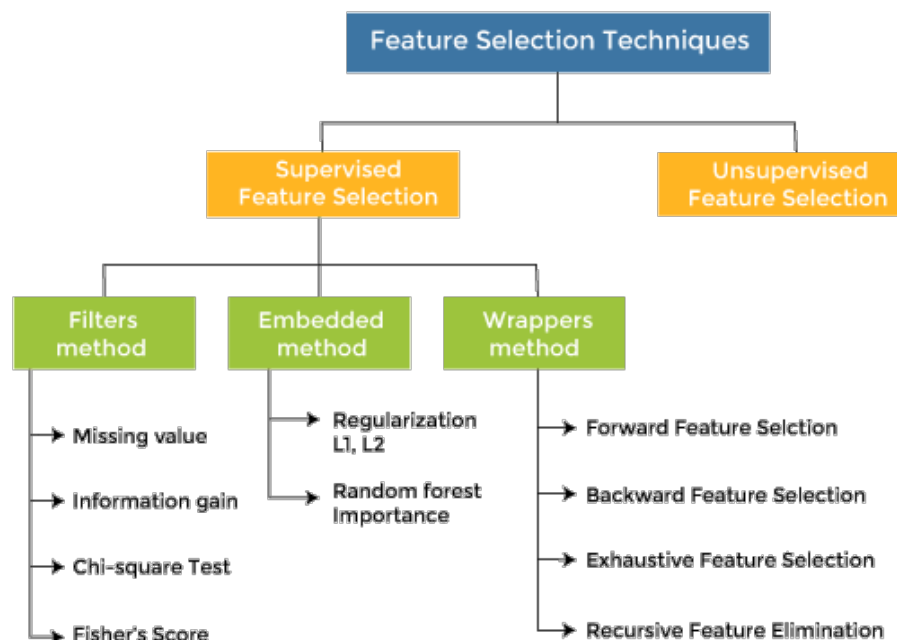 Feature Selection Techniques
Supervised
Feature Selection
Unsupervised
Feature Selection
Filters
method
Embedded
method
Wrappers
method
Missing value
Information gain
Chi-square Test
Fisher's Score
Regularization
L1, L2
Random forest
Importance
Forward Feature Selction
Backward Feature Selection
Exhaustive Feature Selection
Recursive Feature Elimination